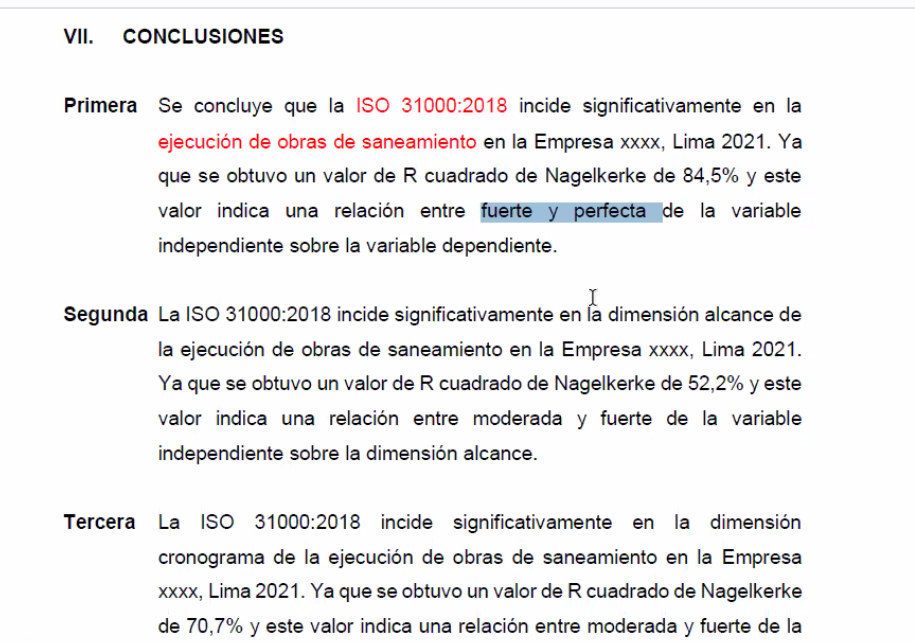 VII. CONCLUSIONES
Primera Se concluye que la ISO 31000:2018 incide significativamente en la
ejecución de obras de saneamiento en la Empresa xxxx, Lima 2021. Ya
que se obtuvo un valor de R cuadrado de Nagelkerke de 84,5% y este
valor indica una relación entre fuerte y perfecta de la variable
independiente sobre la variable dependiente.
Segunda La ISO 31000:2018 incide significativamente en la dimensión alcance de
la ejecución de obras de saneamiento en la Empresa xxxx, Lima 2021.
Ya que se obtuvo un valor de R cuadrado de Nagelkerke de 52,2% y este
valor indica una relación entre moderada y fuerte de la variable
independiente sobre la dimensión alcance.
Tercera La ISO 31000:2018 incide significativamente en la dimensión
cronograma de la ejecución de obras de saneamiento en la Empresa
xxxx, Lima 2021. Ya que se obtuvo un valor de R cuadrado de Nagelkerke
de 70,7% y este valor indica una relación entre moderada y fuerte de la